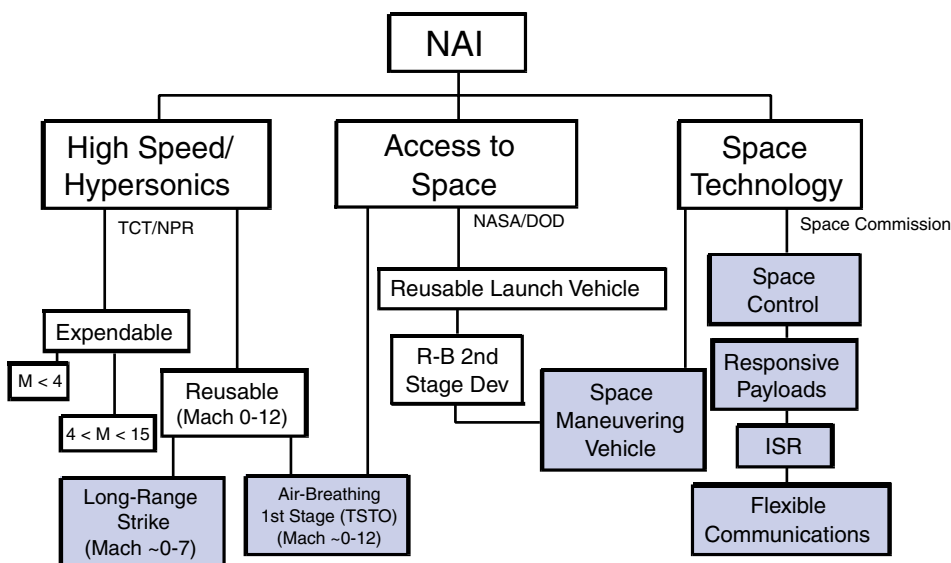 NAI
High Speed/
Hypersonics
Access to
Space
Space
Technology
TCT/NPR
NASA/DOD
Space Commission
Expendable
M < 4
4 < M < 15
Reusable
(Mach 0-12)
Long-Range
Strike
(Mach ~0-7)
Air-Breathing
1st Stage (TSTO)
(Mach ~0-12)
Reusable Launch Vehicle
R-B 2nd
Stage Dev
Space
Maneuvering
Vehicle
Space
Control
Responsive
Payloads
ISR
Flexible
Communications